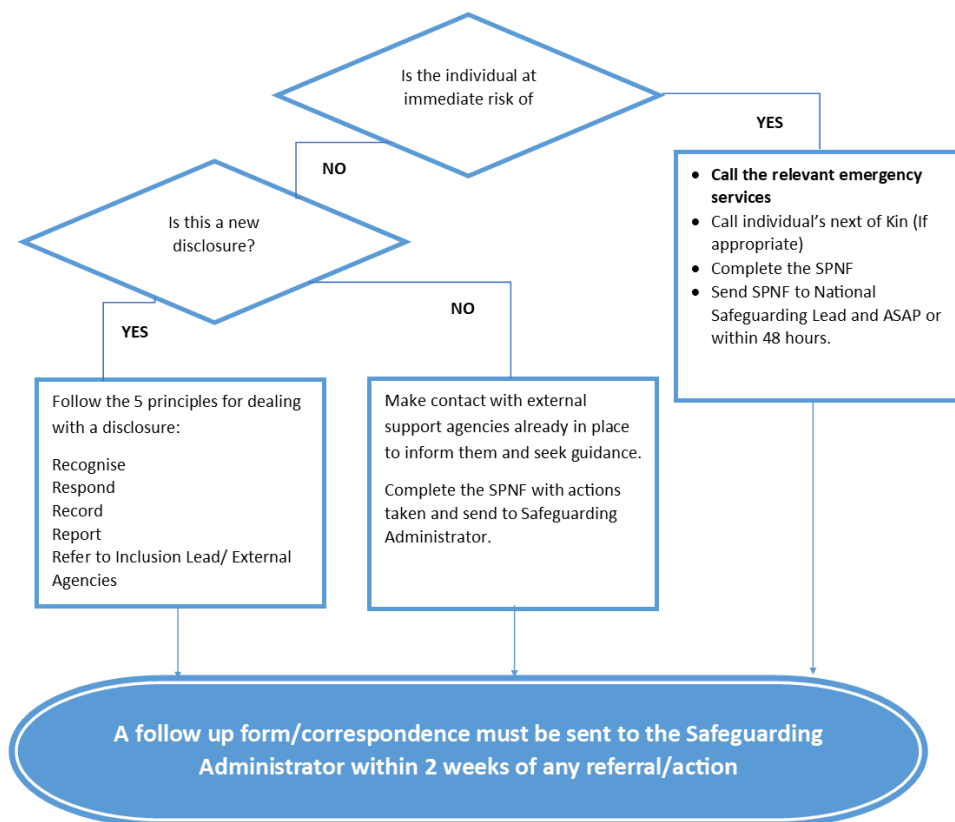 Is the individual at
immediate risk of
YES
NO
• Call the relevant emergency
services
• Call individual’s next of Kin (If
appropriate)
• Complete the SPNF
• Send SPNF to National
Safeguarding Lead and ASAP or
within 48 hours.
Is this a new
disclosure?
YES
NO
Follow the 5 principles for dealing
with a disclosure:
Recognise
Respond
Record
Report
Refer to Inclusion Lead/ External
Agencies
Make contact with external
support agencies already in place
to inform them and seek guidance.
Complete the SPNF with actions
taken and send to Safeguarding
Administrator.
A follow up form/correspondence must be sent to the Safeguarding
Administrator within 2 weeks of any referral/action